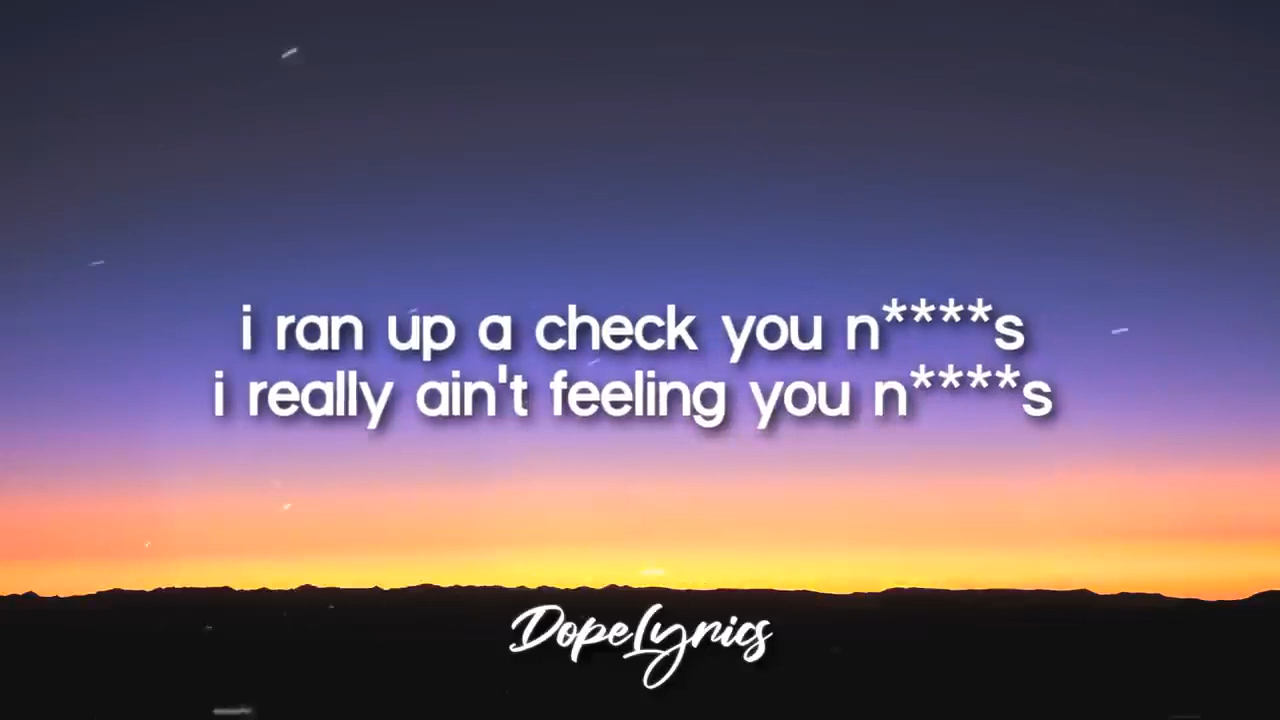 i ran up a check you n****s
i really ain't feeling you n****s
DopeLyrics